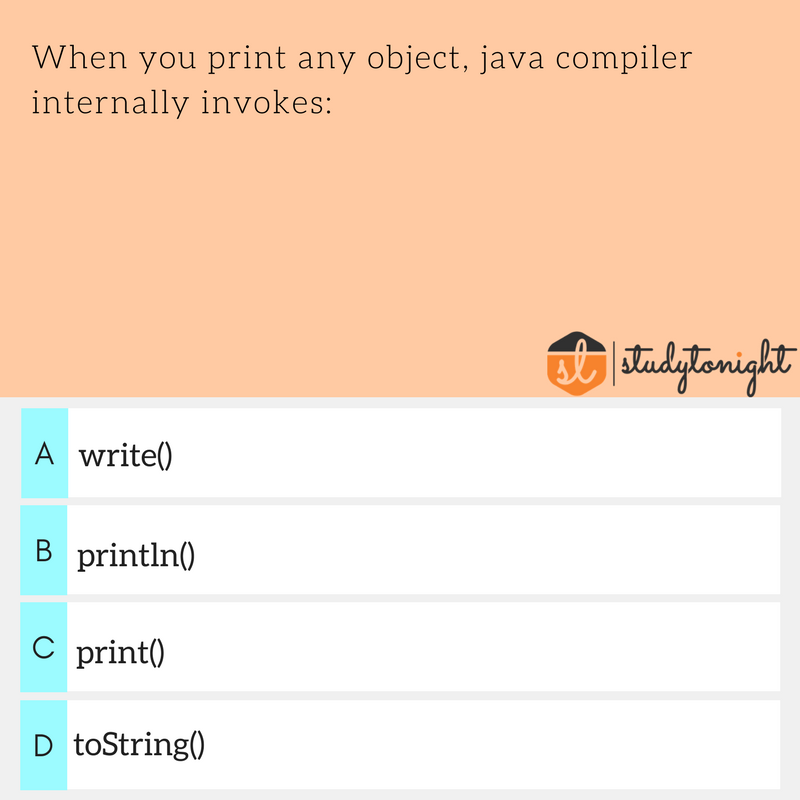 When you print any object, java compiler
internally invokes:
sl | studytonight
A write()
B println()
C print()
D toString()